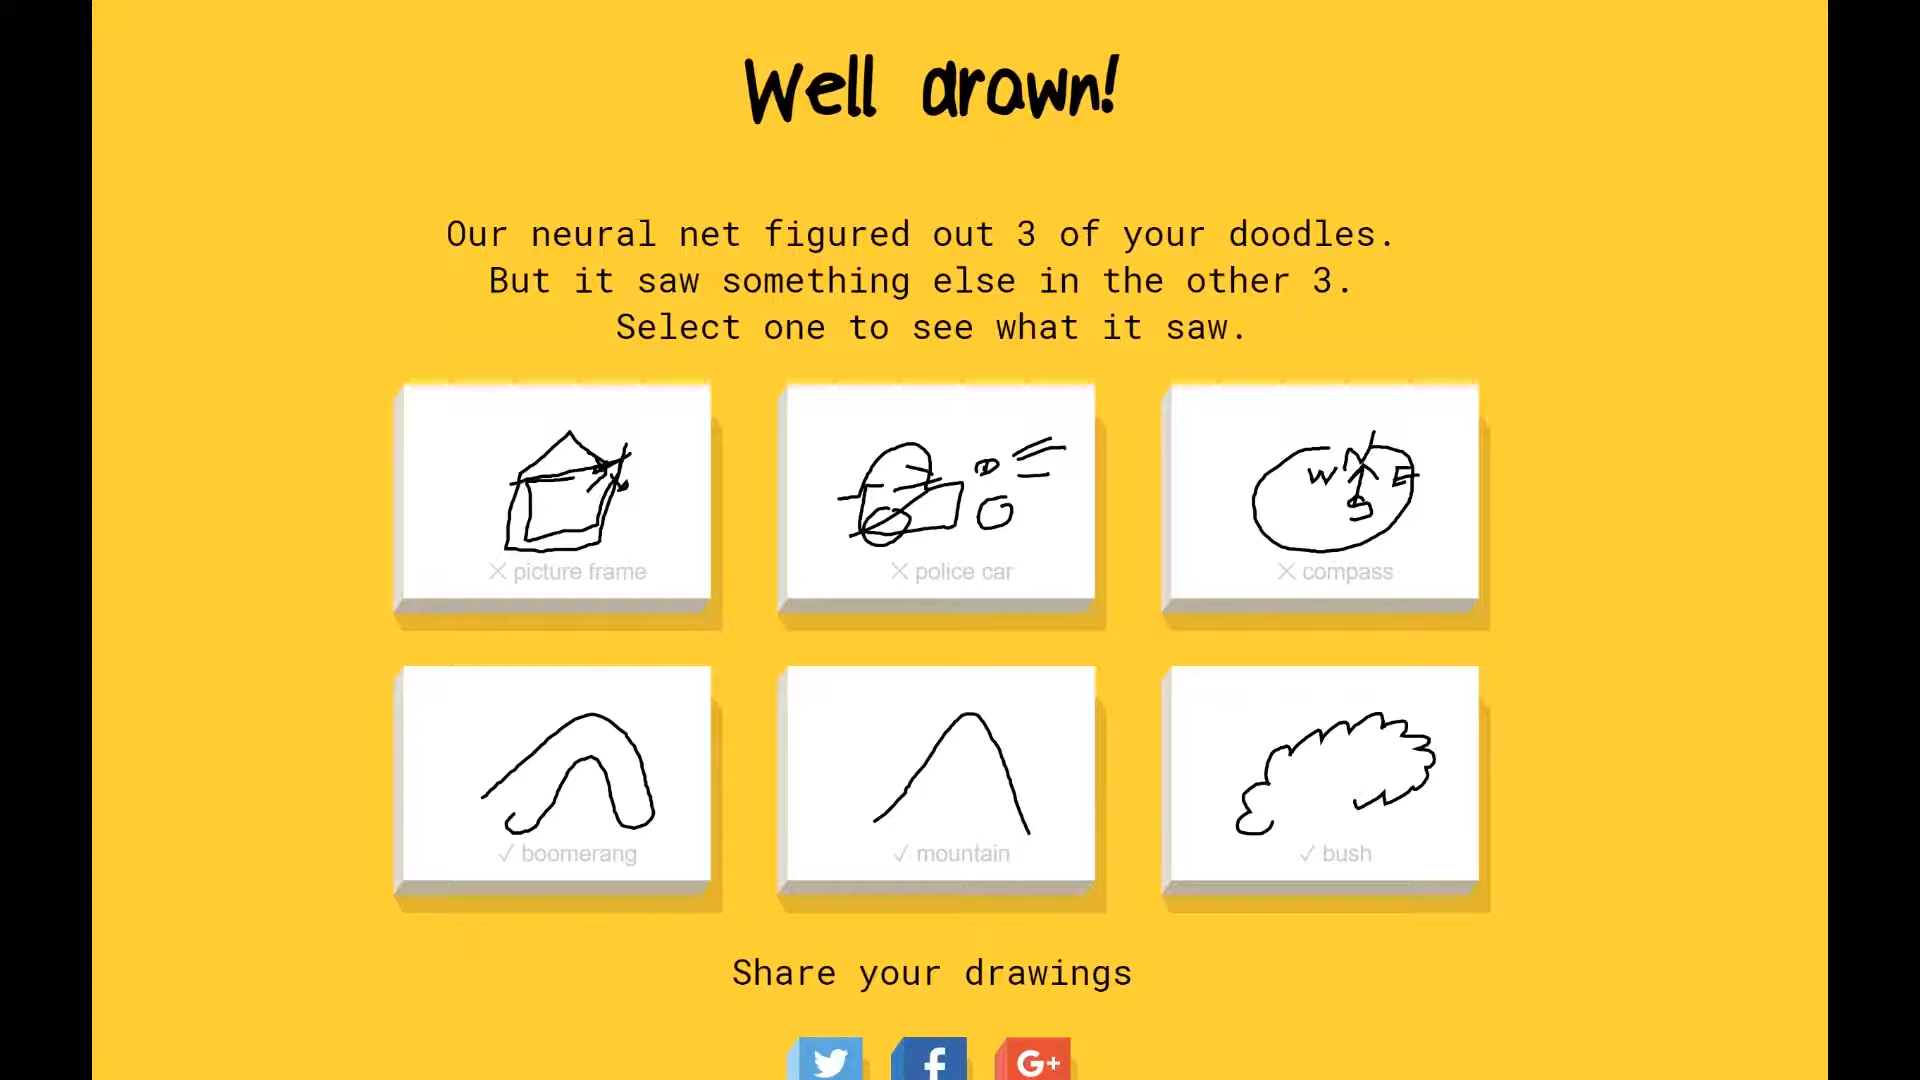 Well drawn!
Our neural net figured out 3 of your doodles.
But it saw something else in the other 3.
Select one to see what it saw.
W N E
S
× picture frame
× police car
× compass
✓ boomerang
✓ mountain
✓ bush
Share your drawings
f
G+